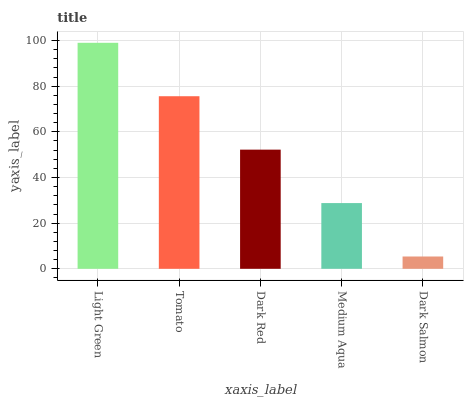 title
yaxis_label
100
80
60
40
20
0
Light Green
Tomato
Dark Red
Medium Aqua
Dark Salmon
xaxis_label